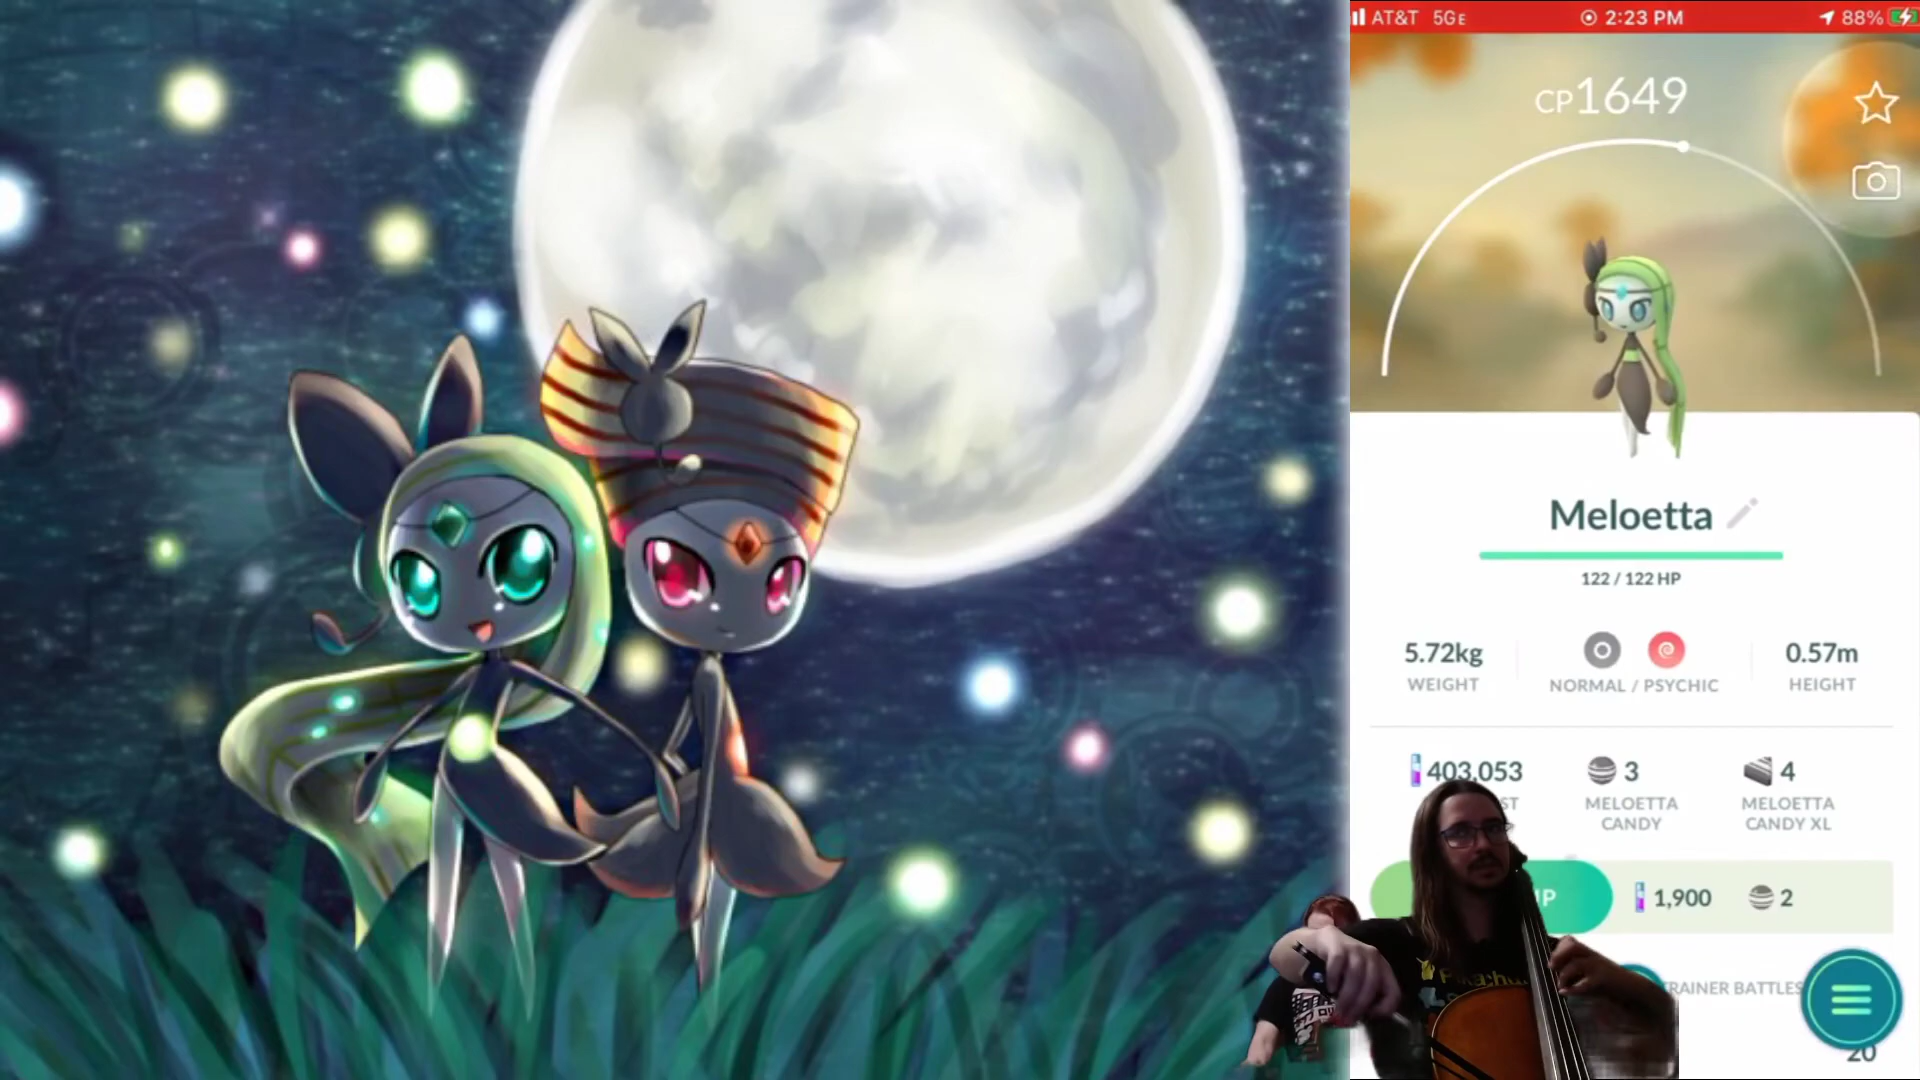 AT&T 5GE 2:23 PM 88%
CP1649
Meloetta
122 / 122 HP
5.72kg
WEIGHT
NORMAL / PSYCHIC
0.57m
HEIGHT
403,053
3
MELOETTA
CANDY
4
MELOETTA
CANDY XL
1,900
2
TRAINER BATTLES
20